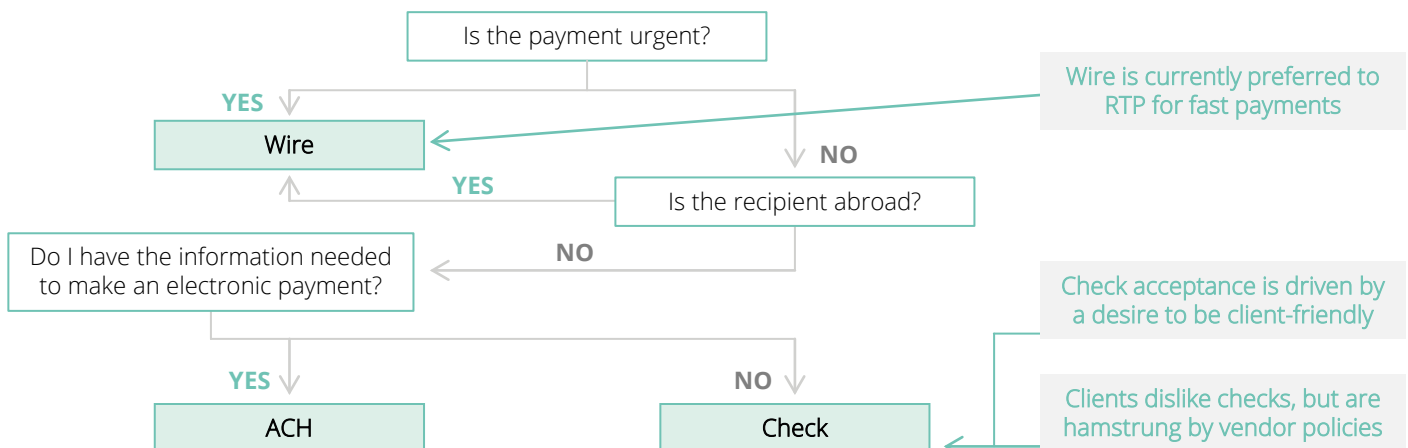 Is the payment urgent?
Wire is currently preferred to
RTP for fast payments
YES
Wire
NO
YES
Is the recipient abroad?
Do I have the information needed
to make an electronic payment?
NO
Check acceptance is driven by
a desire to be client-friendly
YES
NO
Clients dislike checks, but are
hamstrung by vendor policies
ACH
Check